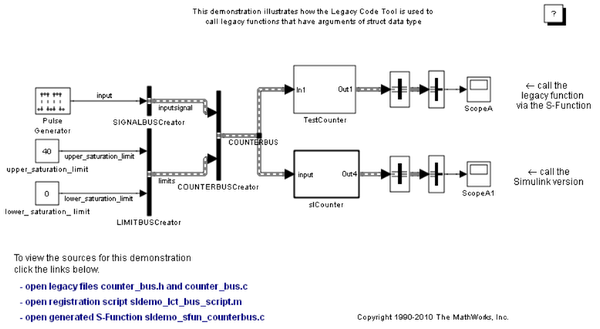 This demonstration illustrates how the Legacy Code Tool is used to
call legacy functions that have arguments of struct data type
?
input
inputsignal
Pulse
Generator
SIGNALBUSCreator
40
upper_saturation_limit
upper_saturation_limit
0
lower_saturation_limit
lower_saturation_ limit
limits
LIMITBUSCreator
COUNTERBUS
COUNTERBUSCreator
In1
Out1
TestCounter
ScopeA
← call the
legacy function
via the S-Function
input
Out4
slCounter
ScopeA1
← call the
Simulink version
To view the sources for this demonstration
click the links below.
- open legacy files counter_bus.h and counter_bus.c
- open registration script sldemo_lct_bus_script.m
- open generated S-Function sldemo_sfun_counterbus.c
Copyright 1990-2010 The MathWorks, Inc.